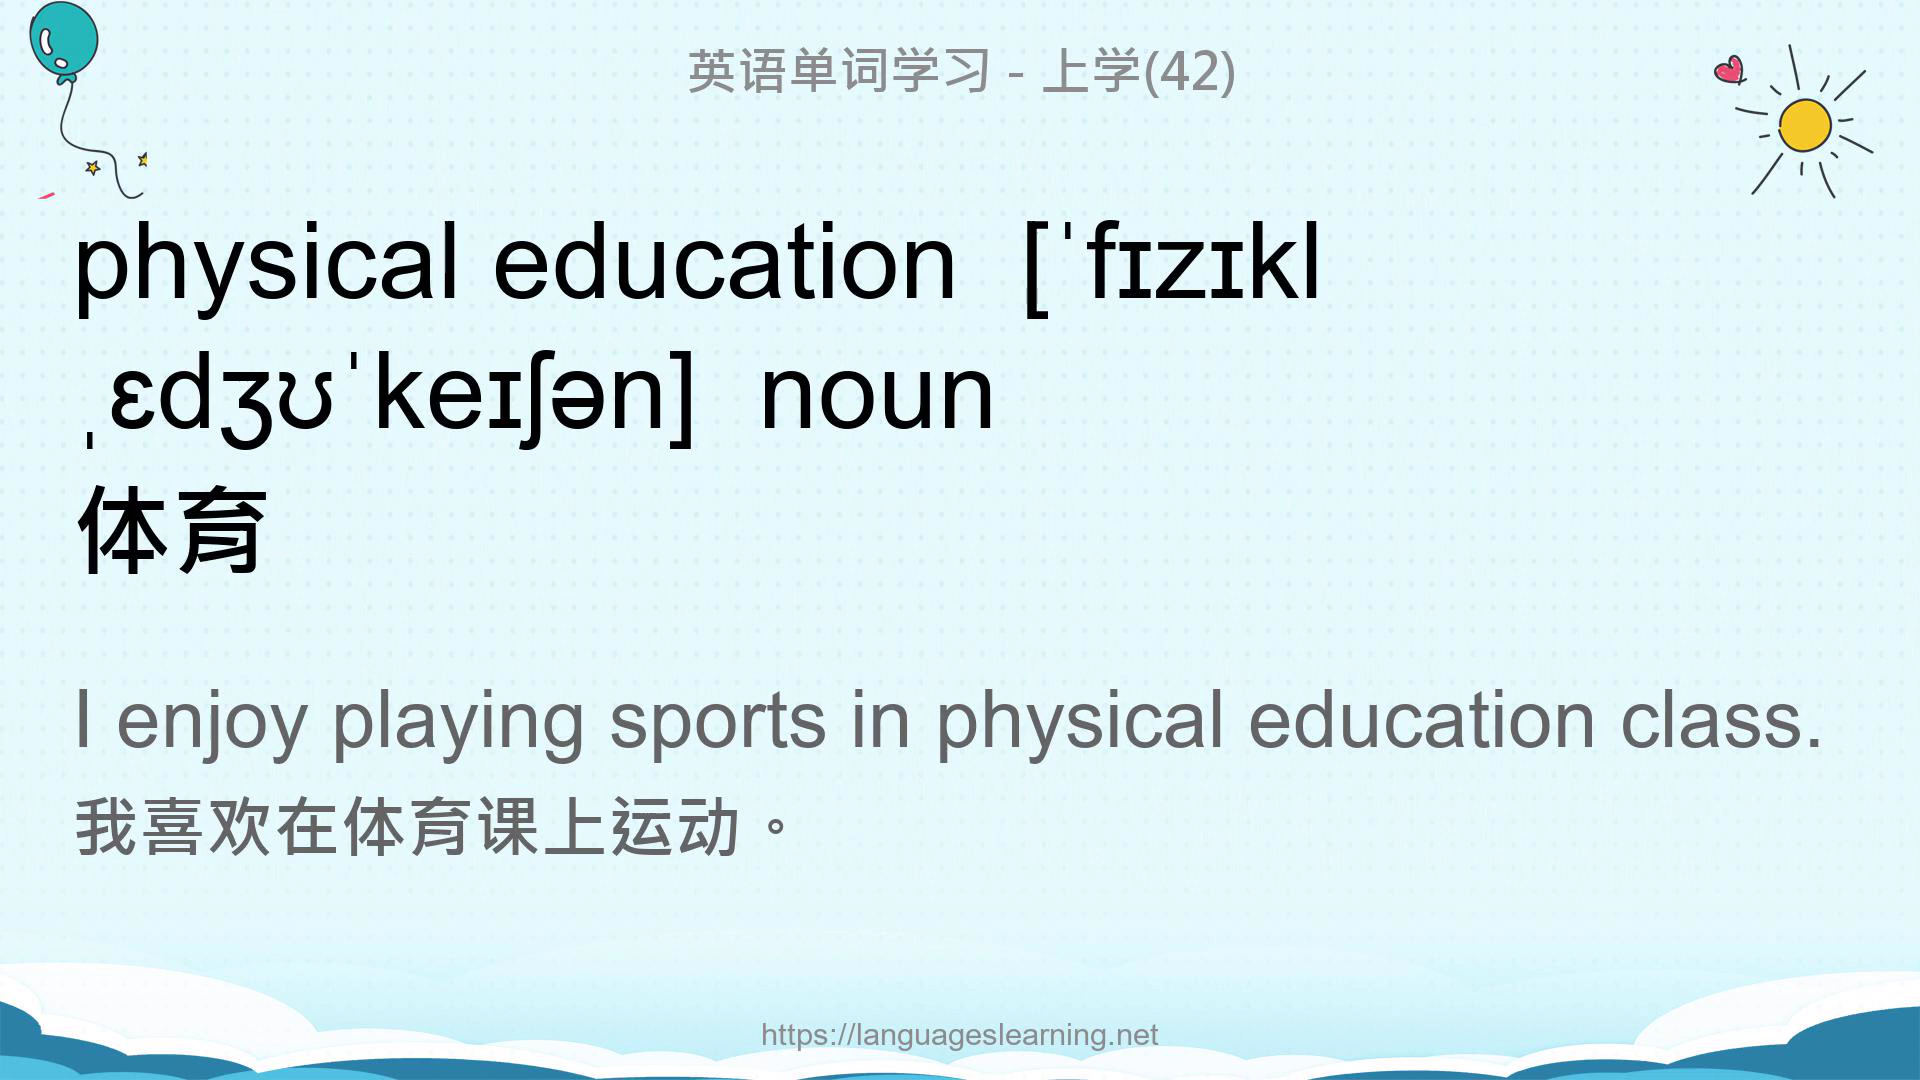 英语单词学习 - 上学(42)
physical education  [ˈfɪzɪkl
ˌɛdʒʊˈkeɪʃən]  noun
体育
I enjoy playing sports in physical education class.
我喜欢在体育课上运动。
https://languageslearning.net